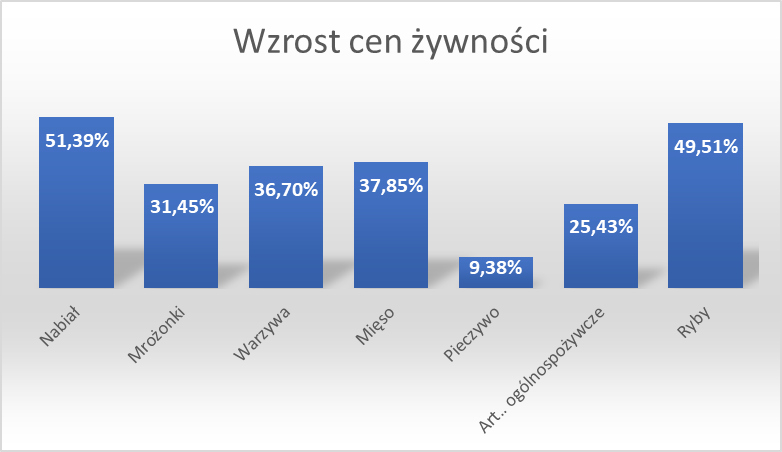 Wzrost cen żywności
51,39%
31,45%
36,70%
37,85%
9,38%
25,43%
49,51%
Nabiał
Mrożonki
Warzywa
Mięso
Pieczywo
Art.. ogólnospożywcze
Ryby